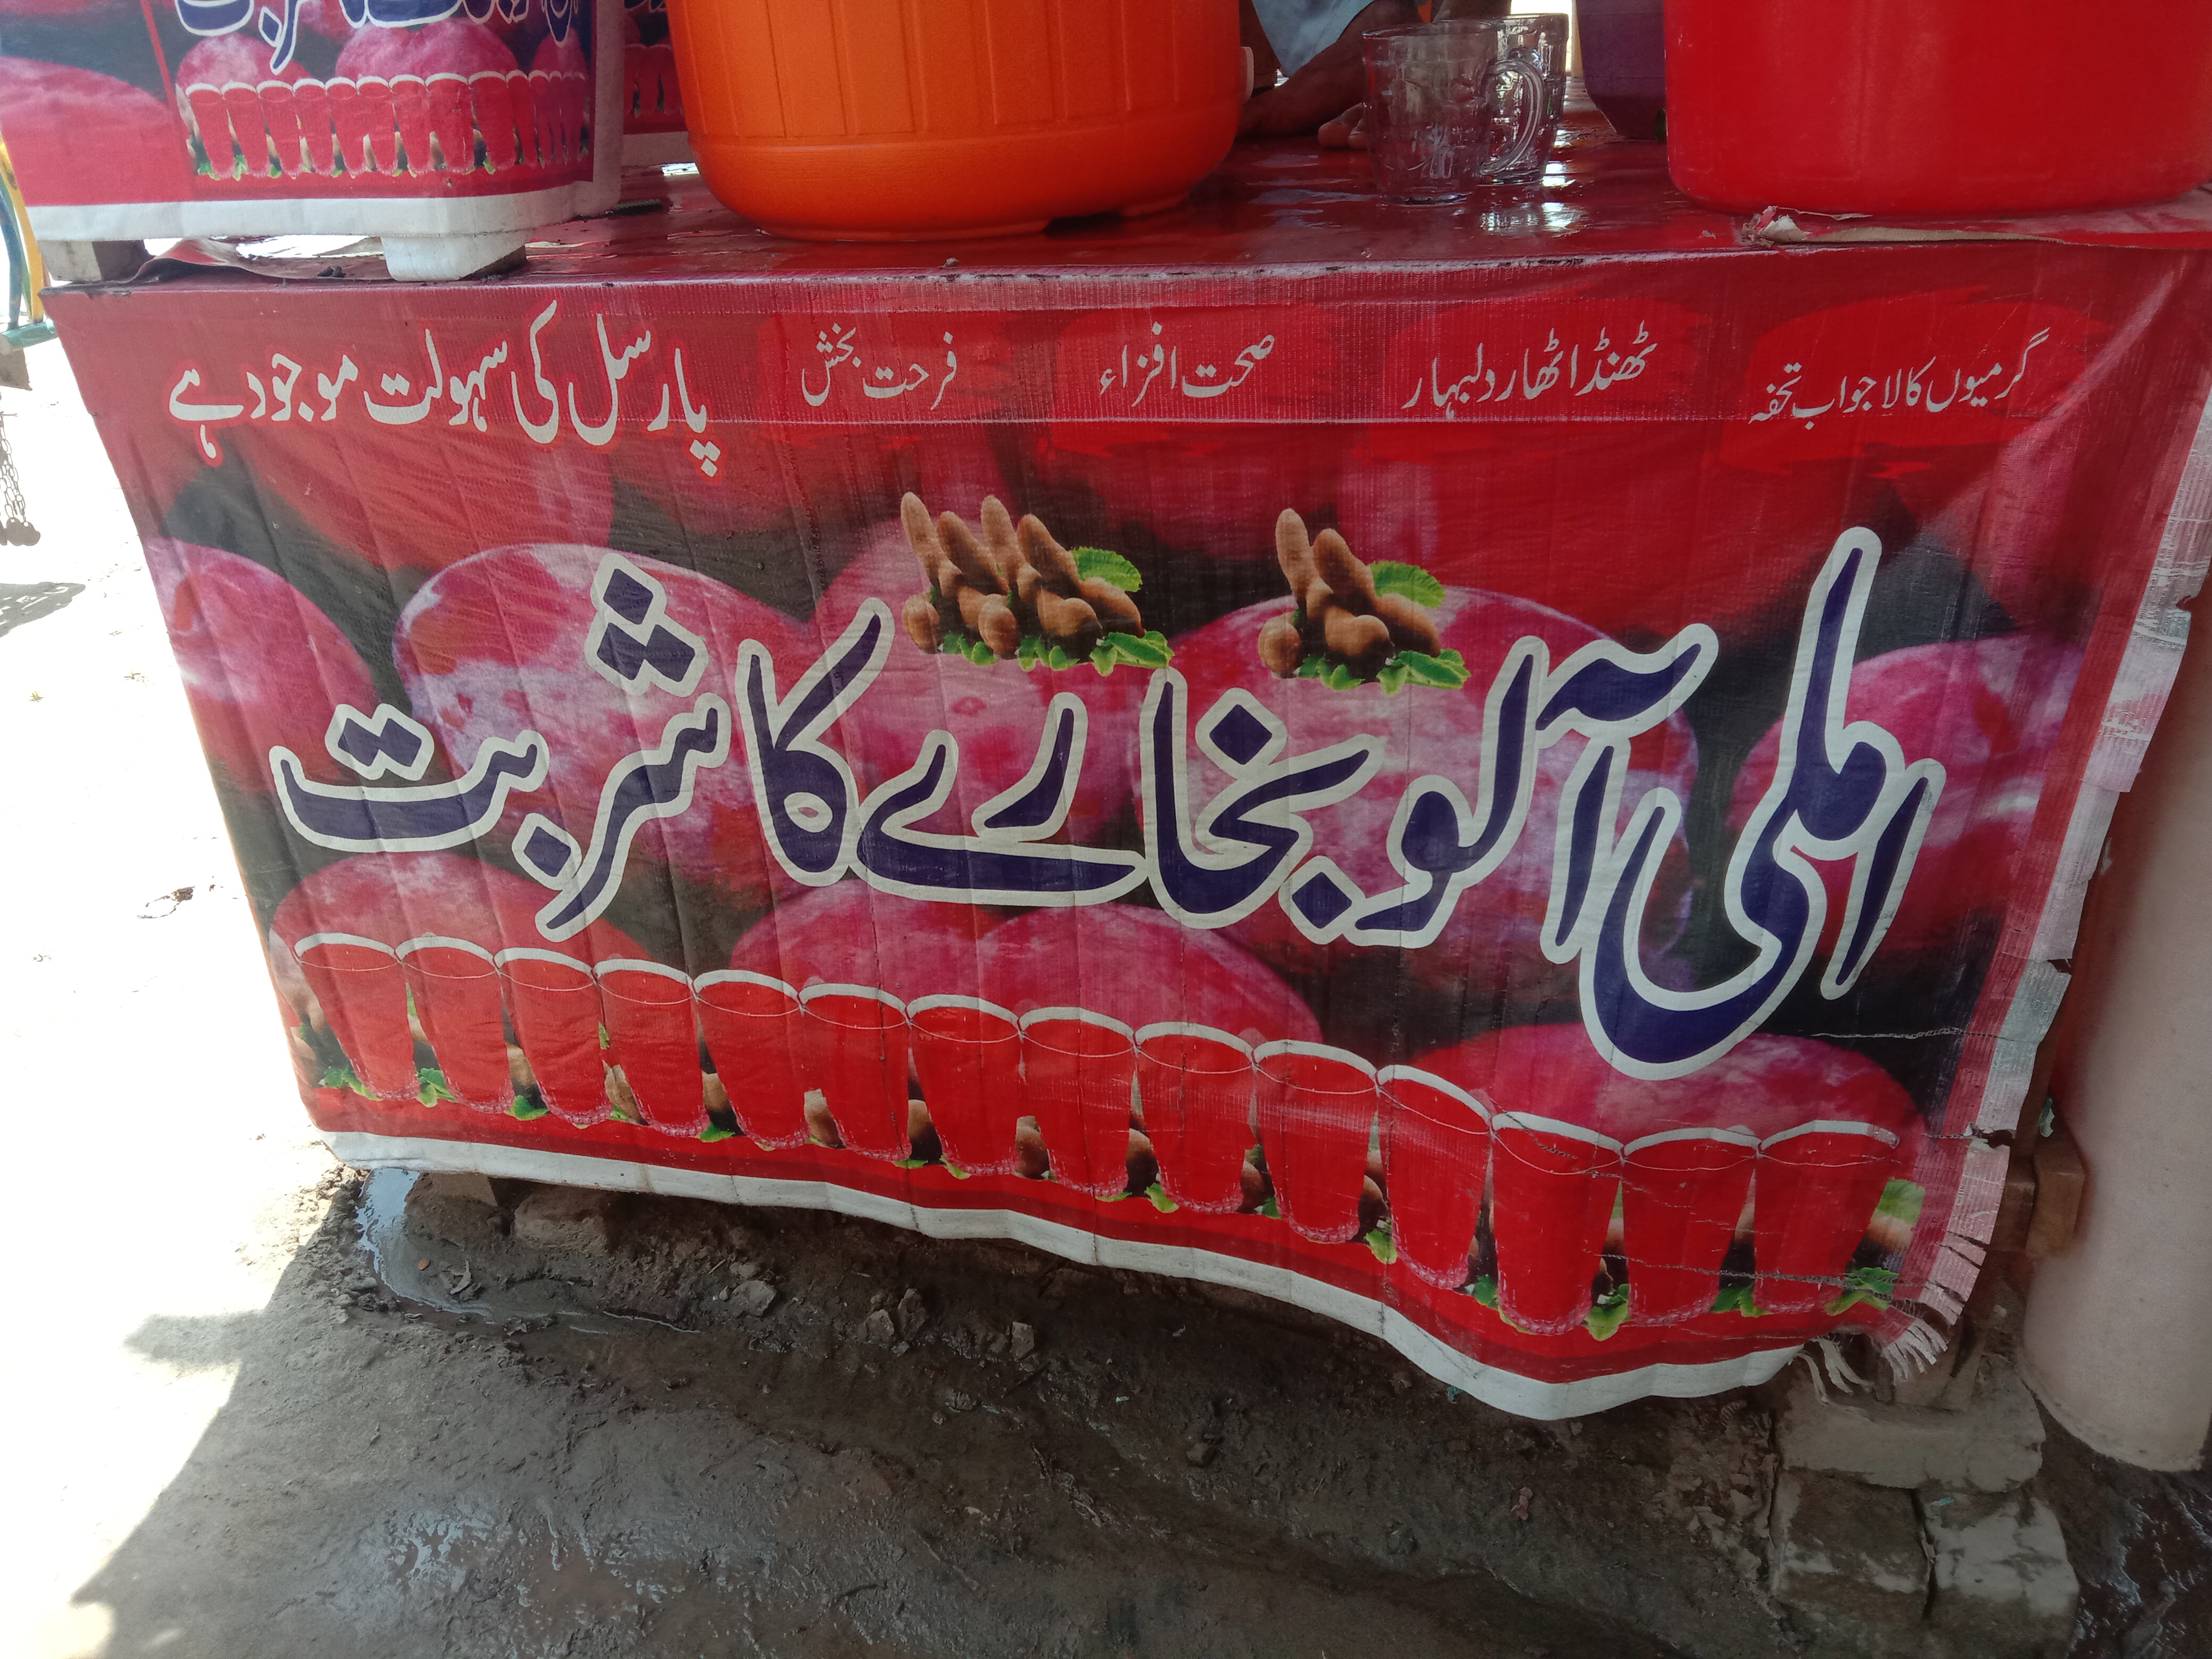 گرمیوں کا لاجواب تحفہ ٹھنڈا ٹھار دلبہار صحت افزاء فرحت بخش پارسل کی سہولت موجود ہے
املی آلو بخارے کا شربت